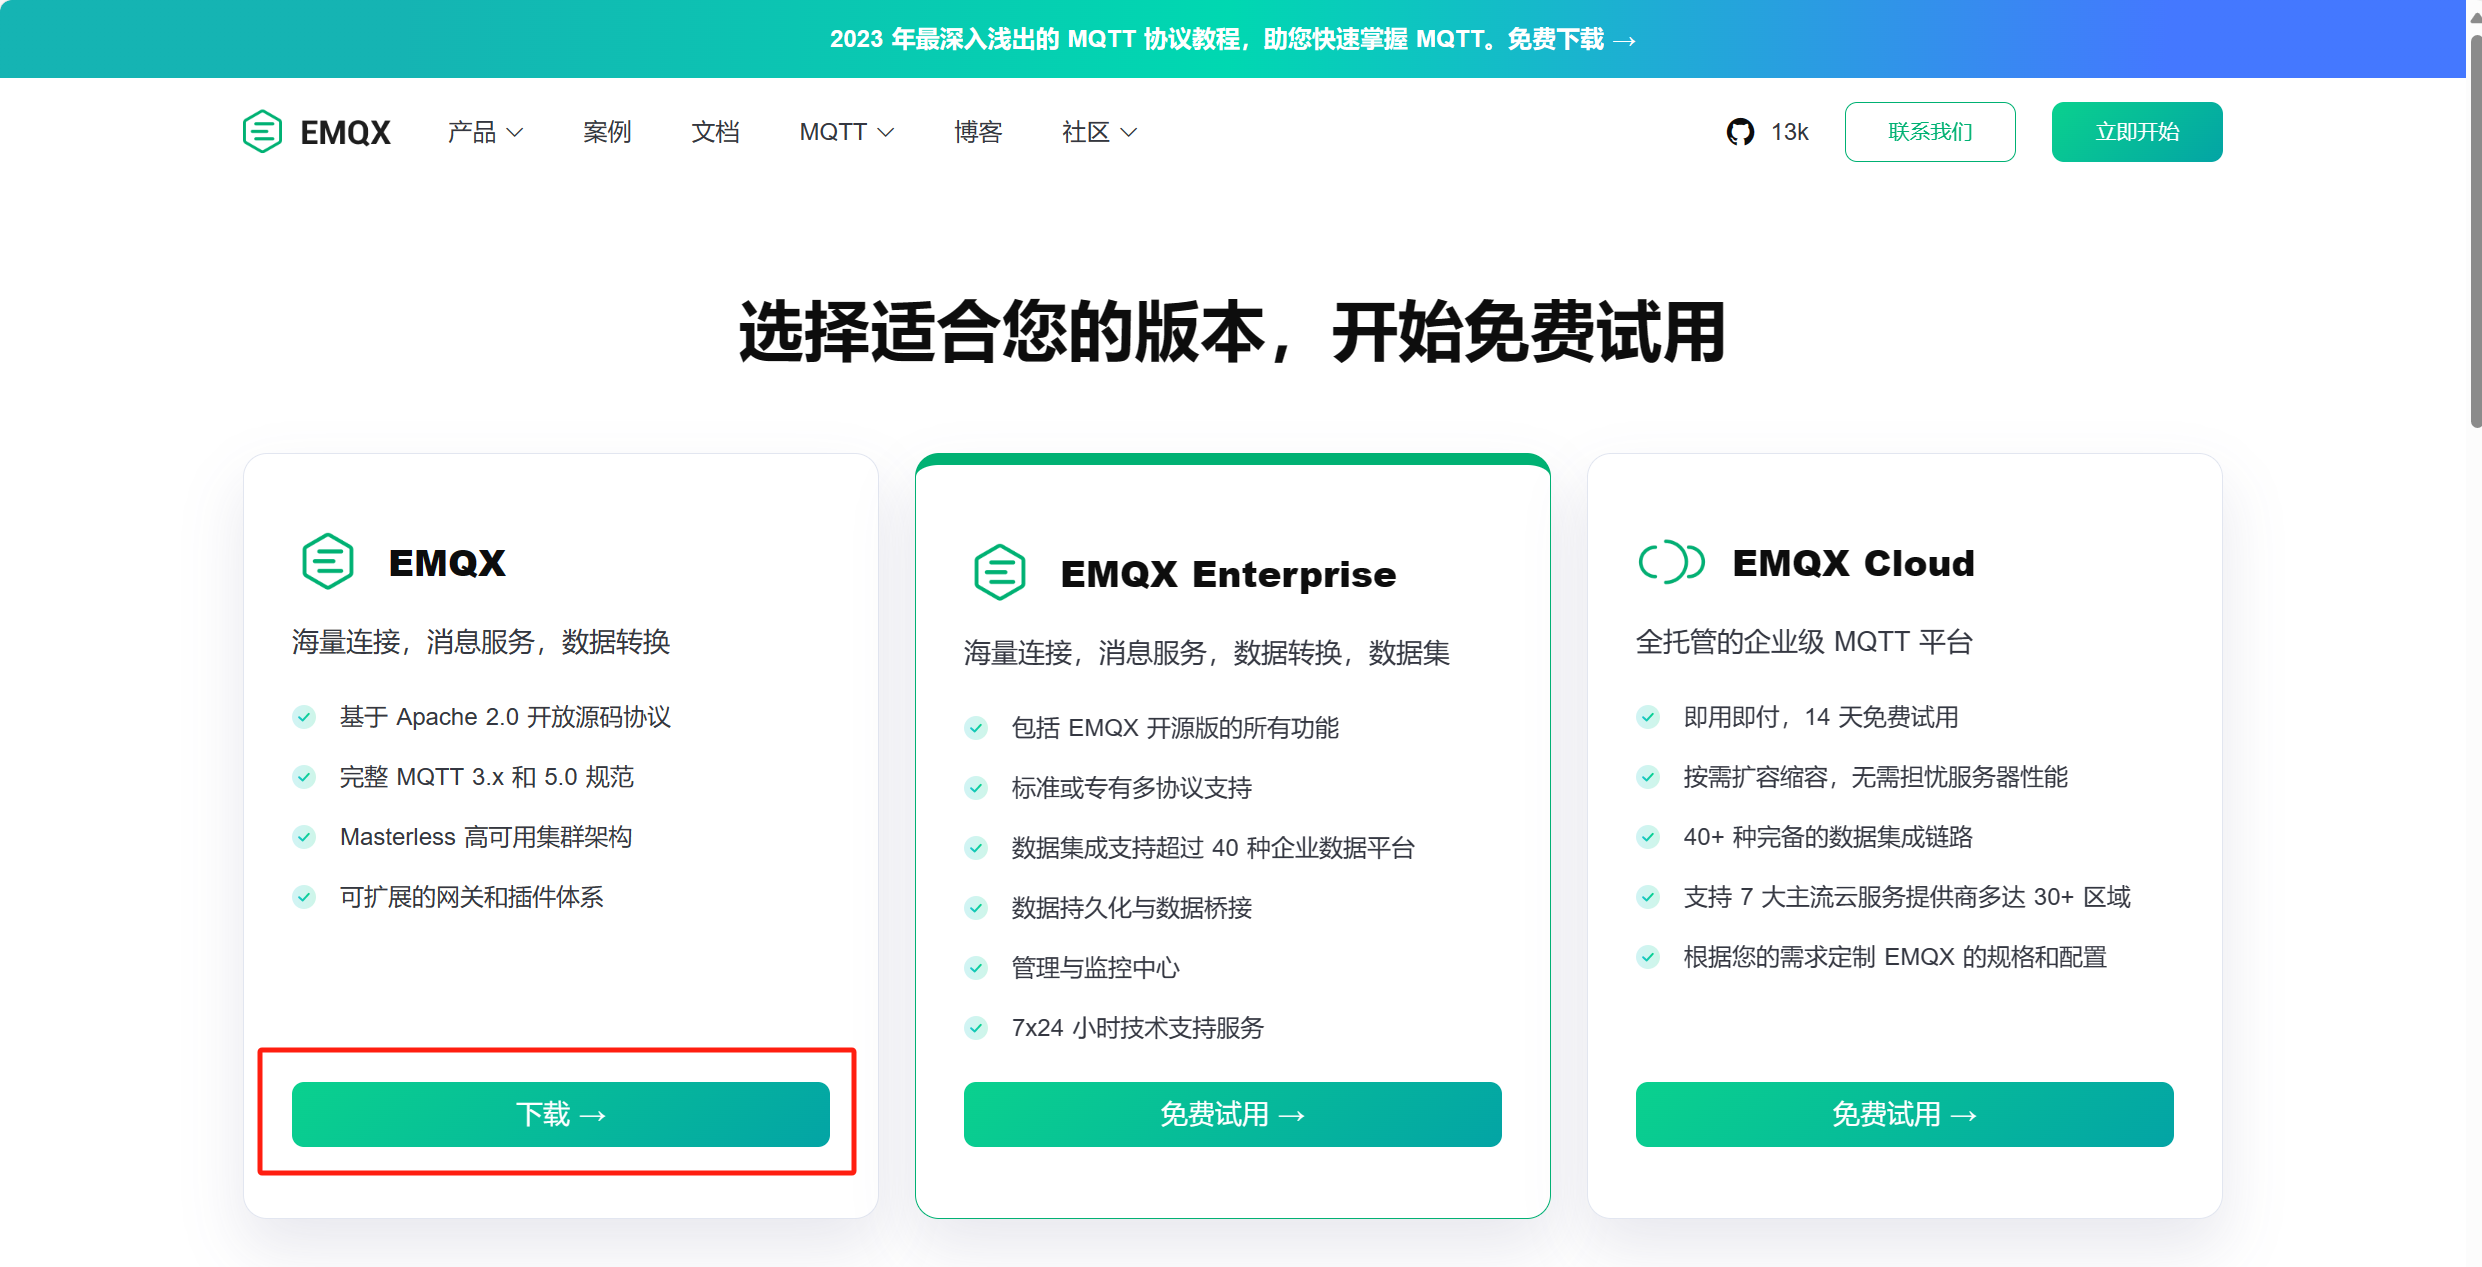 2023 年最深入浅出的 MQTT 协议教程，助您快速掌握 MQTT。免费下载 →
EMQX 产品 案例 文档 MQTT 博客 社区 13k 联系我们 立即开始
选择适合您的版本，开始免费试用
EMQX
海量连接，消息服务，数据转换
基于 Apache 2.0 开放源码协议
完整 MQTT 3.x 和 5.0 规范
Masterless 高可用集群架构
可扩展的网关和插件体系
下载 →
EMQX Enterprise
海量连接，消息服务，数据转换，数据集
包括 EMQX 开源版的所有功能
标准或专有多协议支持
数据集成支持超过 40 种企业数据平台
数据持久化与数据桥接
管理与监控中心
7x24 小时技术支持服务
免费试用 →
EMQX Cloud
全托管的企业级 MQTT 平台
即用即付，14 天免费试用
按需扩容缩容，无需担忧服务器性能
40+ 种完备的数据集成链路
支持 7 大主流云服务提供商多达 30+ 区域
根据您的需求定制 EMQX 的规格和配置
免费试用 →